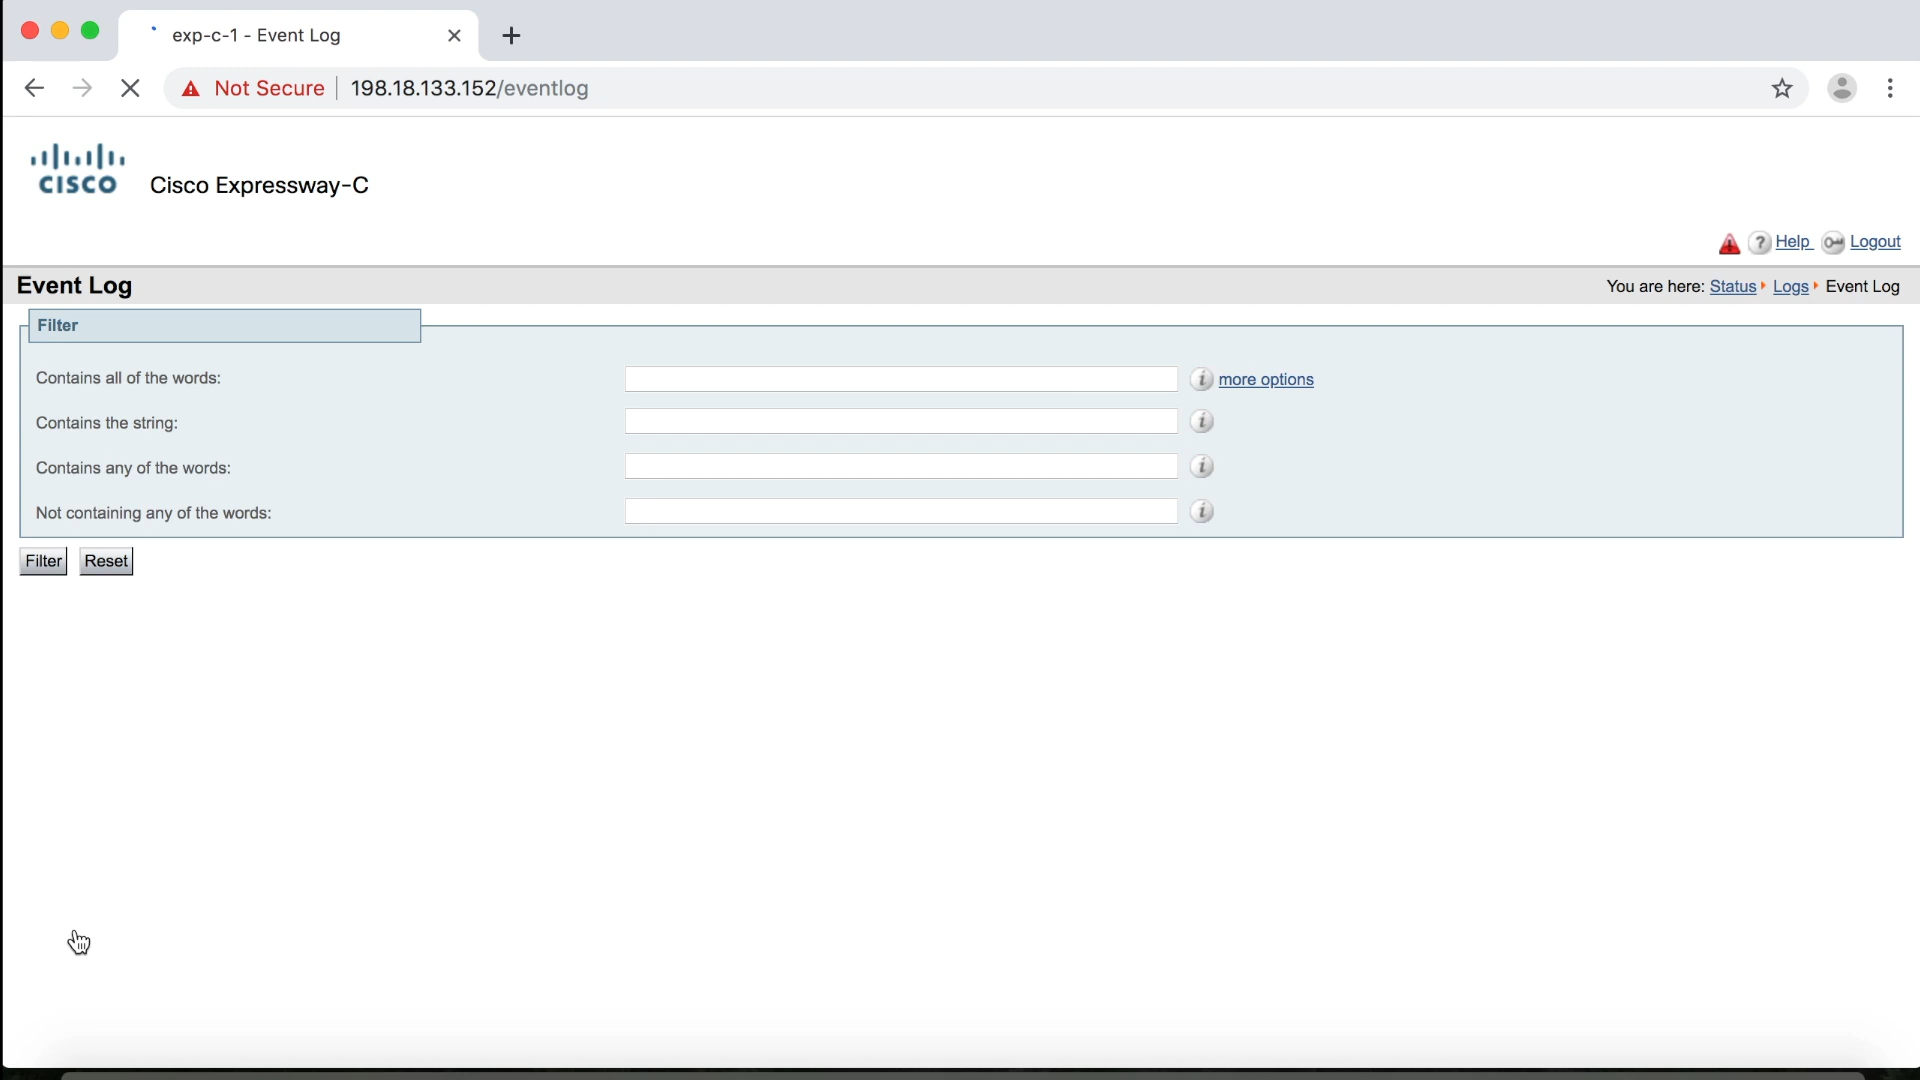 exp-c-1 - Event Log
Not Secure 198.18.133.152/eventlog
CISCO
Cisco Expressway-C
? Help Logout
Event Log
You are here: Status Logs Event Log
Filter
Contains all of the words:
i more options
Contains the string:
i
Contains any of the words:
i
Not containing any of the words:
i
Filter Reset